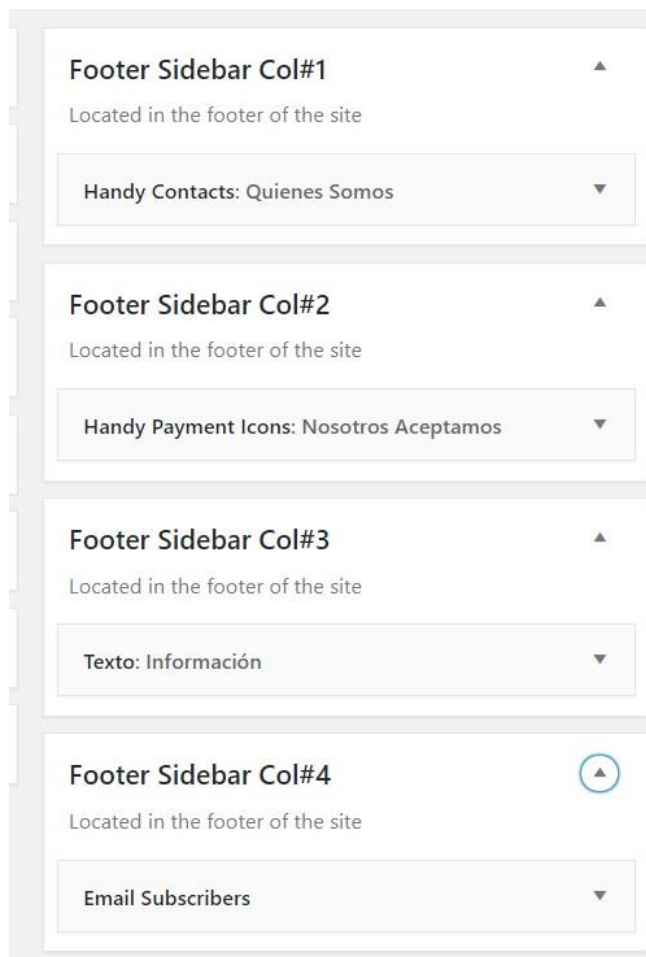 Footer Sidebar Col#1
Located in the footer of the site
Handy Contacts: Quienes Somos
Footer Sidebar Col#2
Located in the footer of the site
Handy Payment Icons: Nosotros Aceptamos
Footer Sidebar Col#3
Located in the footer of the site
Texto: Información
Footer Sidebar Col#4
Located in the footer of the site
Email Subscribers